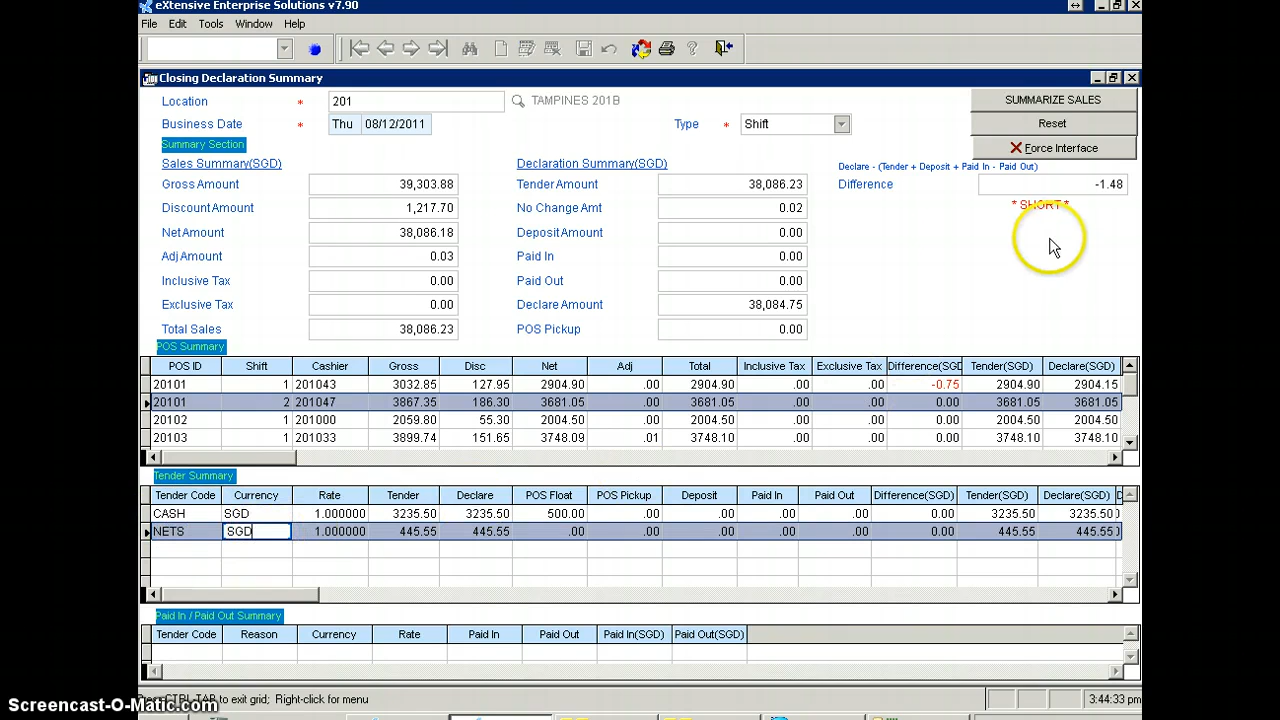 eXtensive Enterprise Solutions v7.90
File Edit Tools Window Help
Closing Declaration Summary
Location * 201 TAMPINES 201B SUMMARIZE SALES
Business Date * Thu 08/12/2011 Type * Shift Reset
Summary Section Force Interface
Sales Summary(SGD) Declaration Summary(SGD) Declare - (Tender + Deposit + Paid In - Paid Out)
Gross Amount 39,303.88 Tender Amount 38,086.23 Difference -1.48
Discount Amount 1,217.70 No Change Amt 0.02 * SHORT *
Net Amount 38,086.18 Deposit Amount 0.00
Adj Amount 0.03 Paid In 0.00
Inclusive Tax 0.00 Paid Out 0.00
Exclusive Tax 0.00 Declare Amount 38,084.75
Total Sales 38,086.23 POS Pickup 0.00
POS Summary
POS ID Shift Cashier Gross Disc Net Adj Total Inclusive Tax Exclusive Tax Difference(SGD Tender(SGD) Declare(SGD)
20101 1 201043 3032.85 127.95 2904.90 .00 2904.90 .00 .00 -0.75 2904.90 2904.15
20101 2 201047 3867.35 186.30 3681.05 .00 3681.05 .00 .00 0.00 3681.05 3681.05
20102 1 201000 2059.80 55.30 2004.50 .00 2004.50 .00 .00 0.00 2004.50 2004.50
20103 1 201033 3899.74 151.65 3748.09 .01 3748.10 .00 .00 0.00 3748.10 3748.10
Tender Summary
Tender Code Currency Rate Tender Declare POS Float POS Pickup Deposit Paid In Paid Out Difference(SGD) Tender(SGD) Declare(SGD)
CASH SGD 1.000000 3235.50 3235.50 500.00 .00 .00 .00 .00 0.00 3235.50 3235.50
NETS SGD 1.000000 445.55 445.55 .00 .00 .00 .00 .00 0.00 445.55 445.55
Paid In / Paid Out Summary
Tender Code Reason Currency Rate Paid In Paid Out Paid In(SGD) Paid Out(SGD)
CTRL-TAB to exit grid; Right-click for menu 3:44:33 pm
Screencast-O-Matic.com